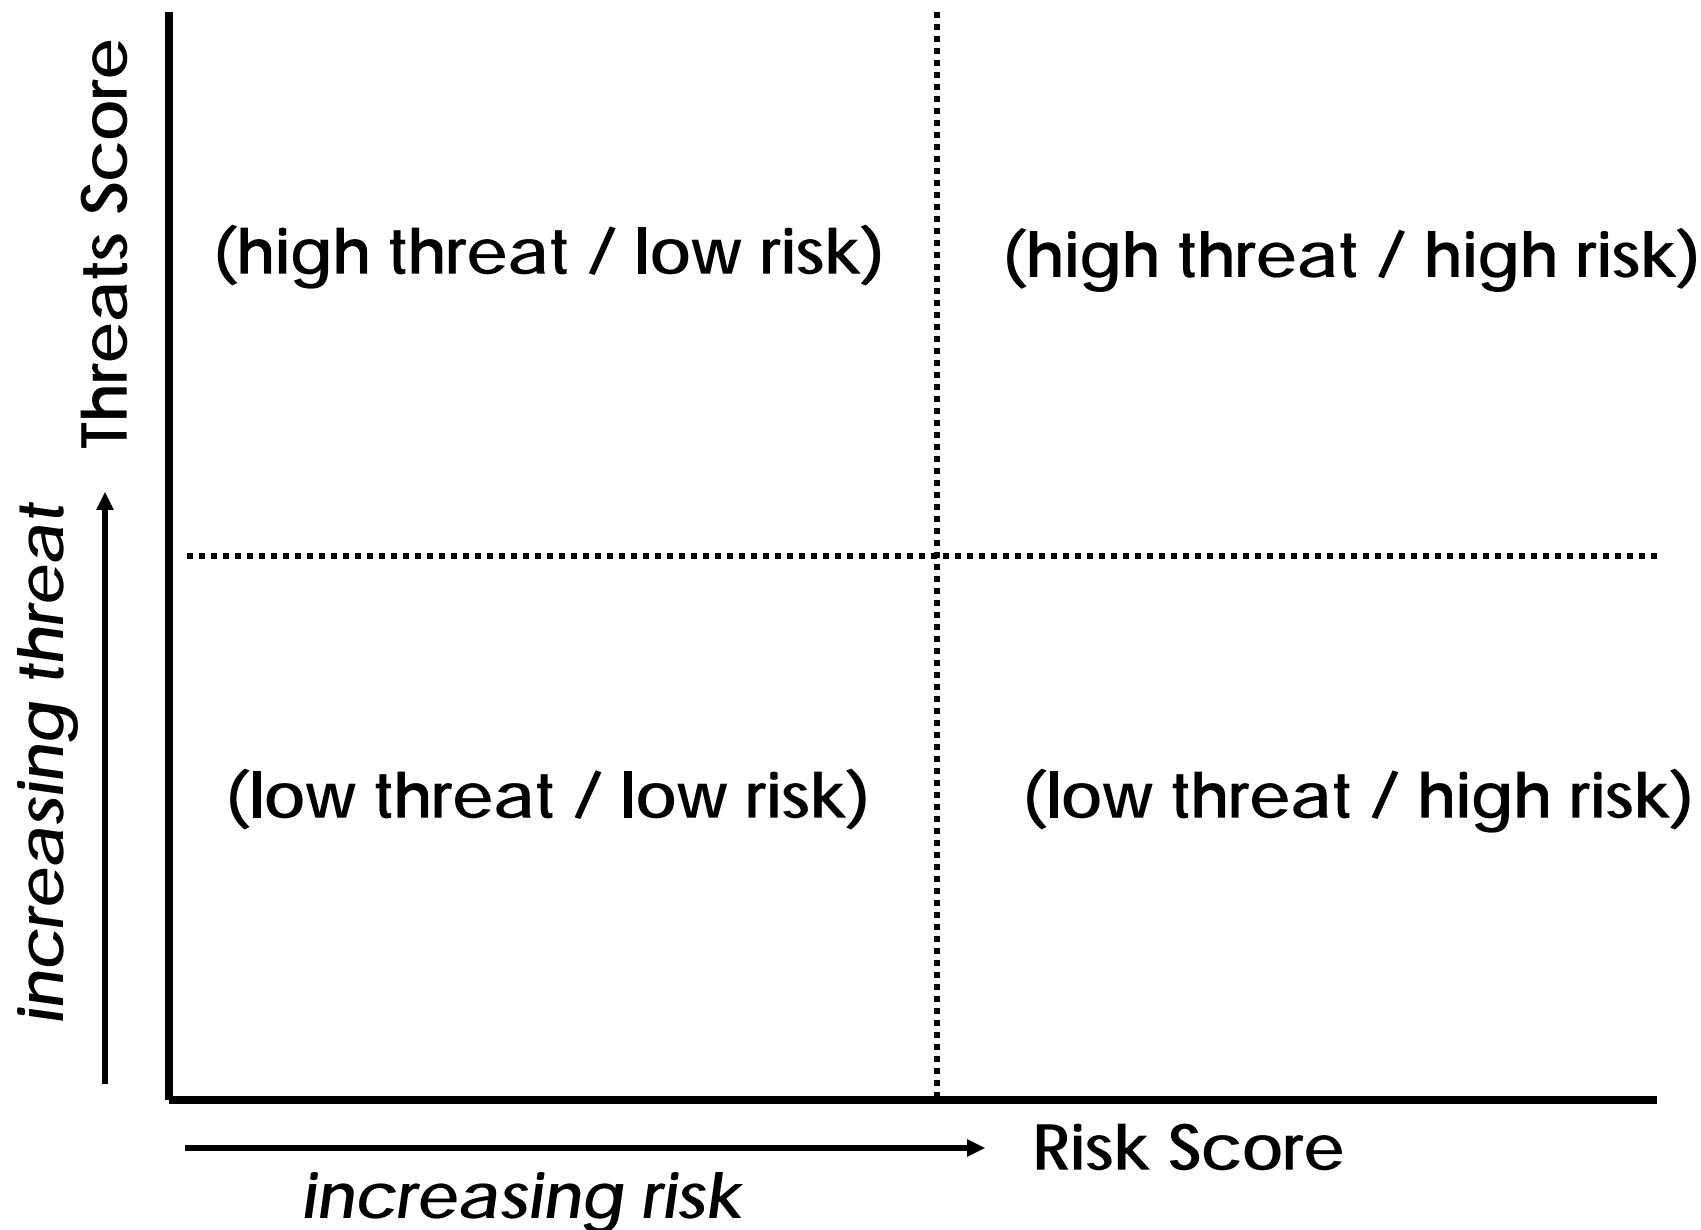 Threats Score
increasing threat
(high threat / low risk)
(high threat / high risk)
(low threat / low risk)
(low threat / high risk)
Risk Score
increasing risk